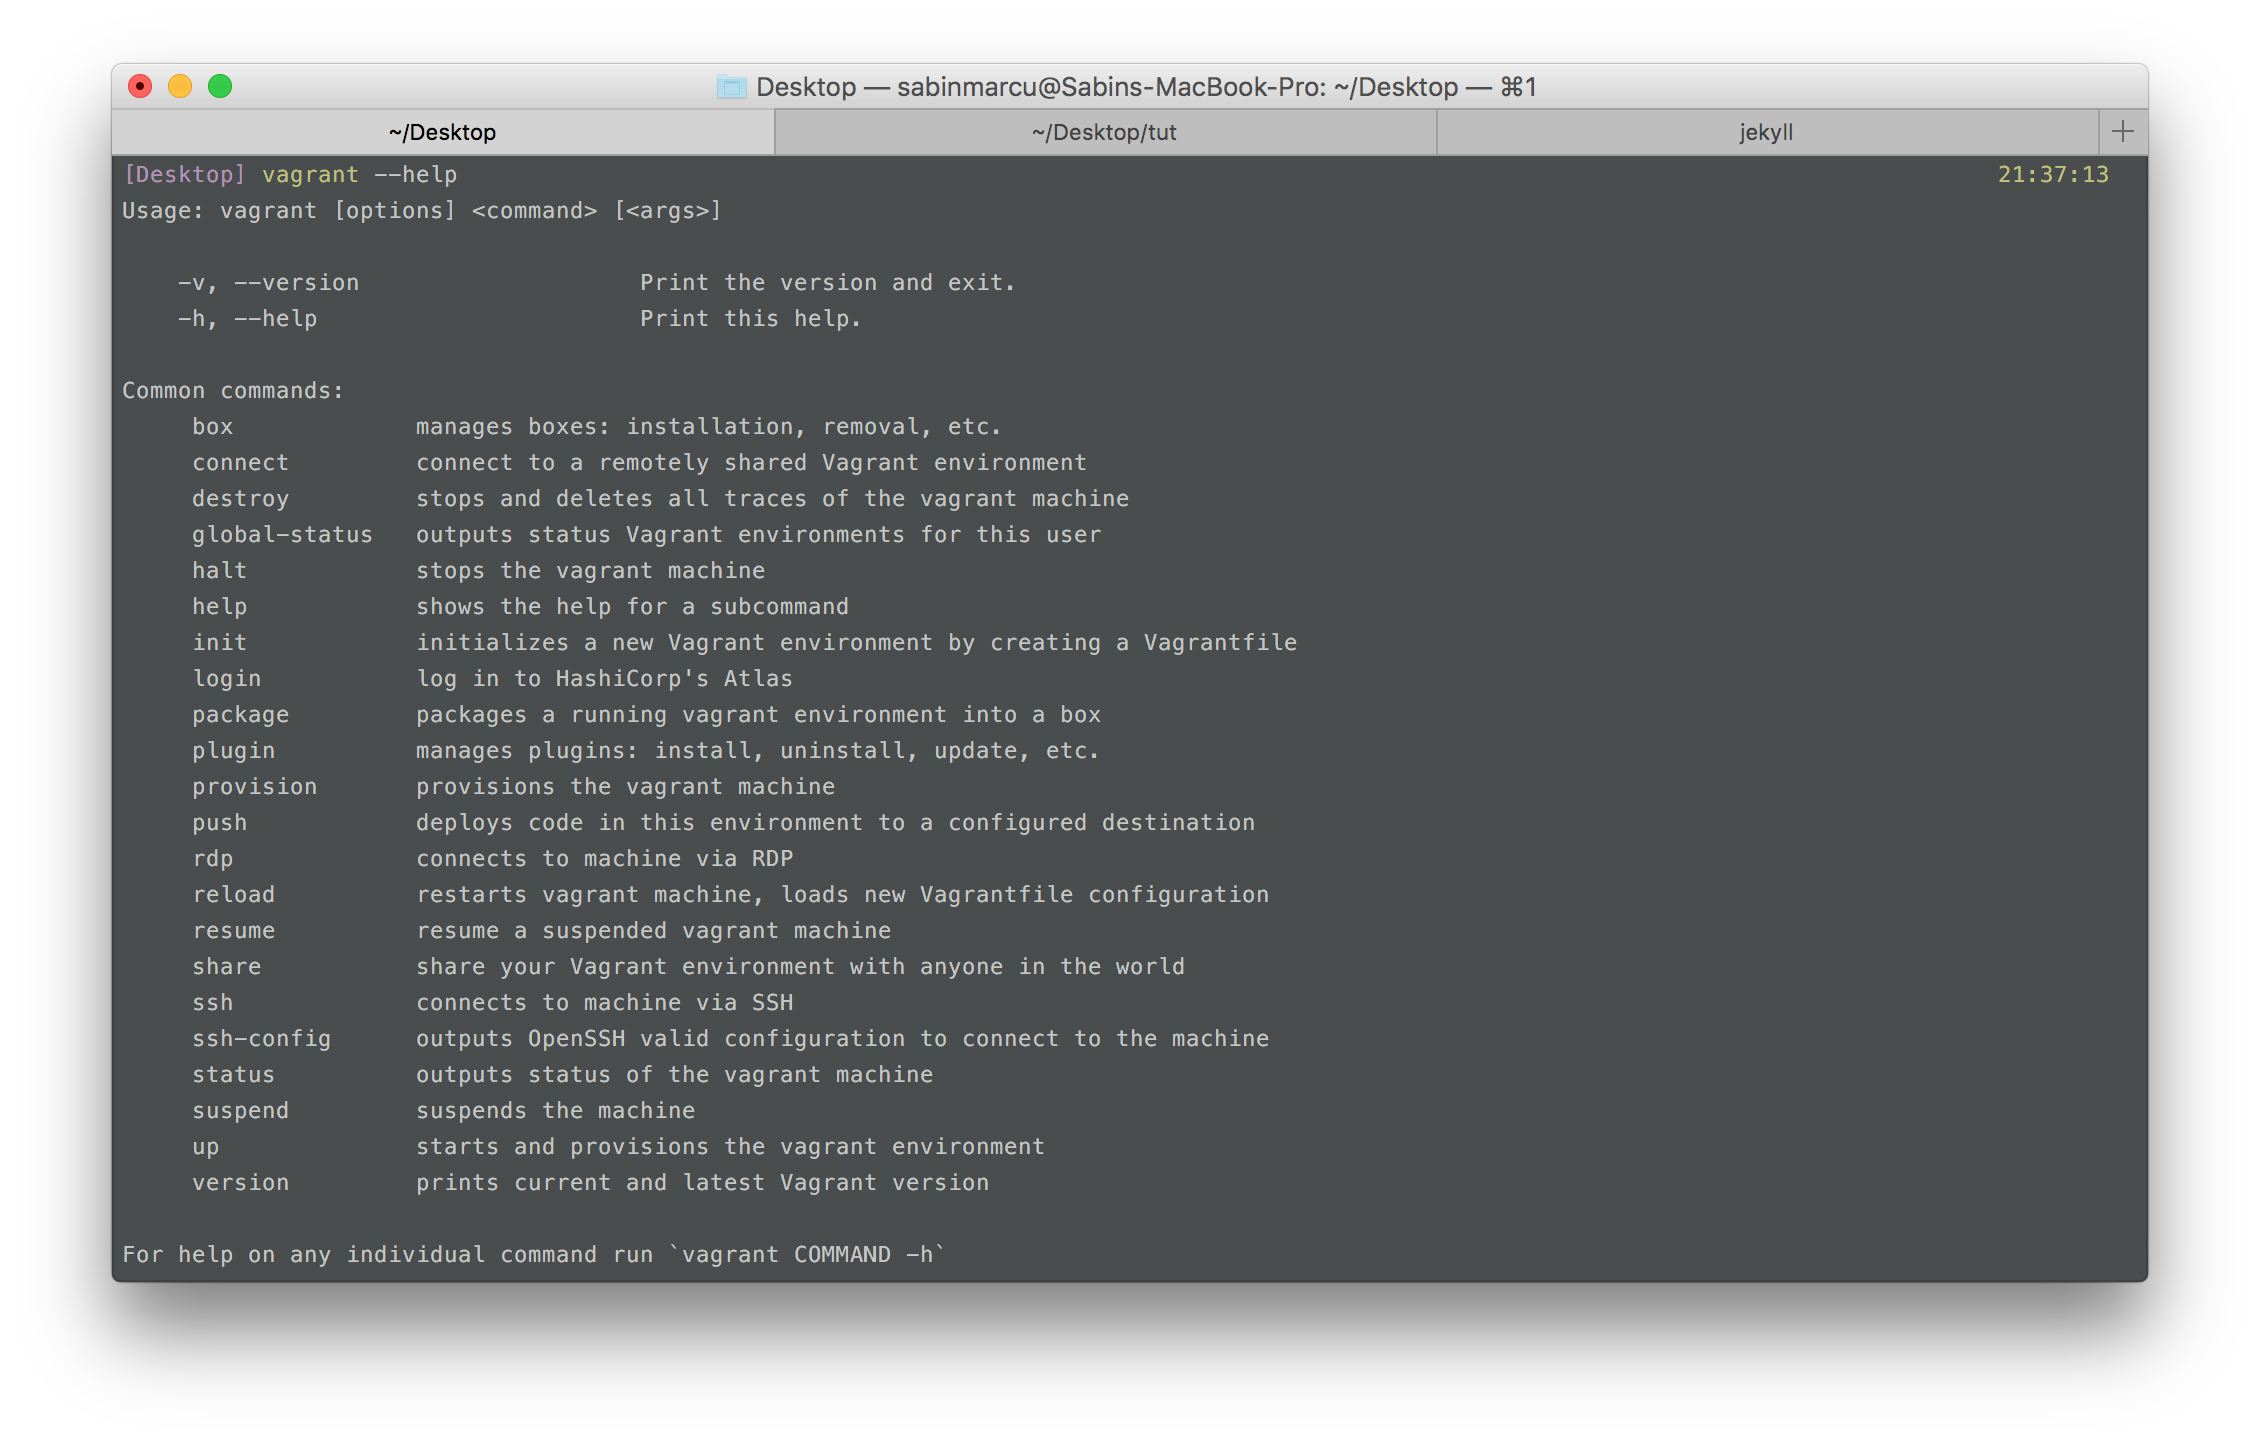 Desktop — sabinmarcu@Sabins-MacBook-Pro: ~/Desktop — ⌘1
~/Desktop ~/Desktop/tut jekyll +
[Desktop] vagrant --help 21:37:13
Usage: vagrant [options] <command> [<args>]
-v, --version Print the version and exit.
-h, --help Print this help.
Common commands:
box manages boxes: installation, removal, etc.
connect connect to a remotely shared Vagrant environment
destroy stops and deletes all traces of the vagrant machine
global-status outputs status Vagrant environments for this user
halt stops the vagrant machine
help shows the help for a subcommand
init initializes a new Vagrant environment by creating a Vagrantfile
login log in to HashiCorp's Atlas
package packages a running vagrant environment into a box
plugin manages plugins: install, uninstall, update, etc.
provision provisions the vagrant machine
push deploys code in this environment to a configured destination
rdp connects to machine via RDP
reload restarts vagrant machine, loads new Vagrantfile configuration
resume resume a suspended vagrant machine
share share your Vagrant environment with anyone in the world
ssh connects to machine via SSH
ssh-config outputs OpenSSH valid configuration to connect to the machine
status outputs status of the vagrant machine
suspend suspends the machine
up starts and provisions the vagrant environment
version prints current and latest Vagrant version
For help on any individual command run `vagrant COMMAND -h`